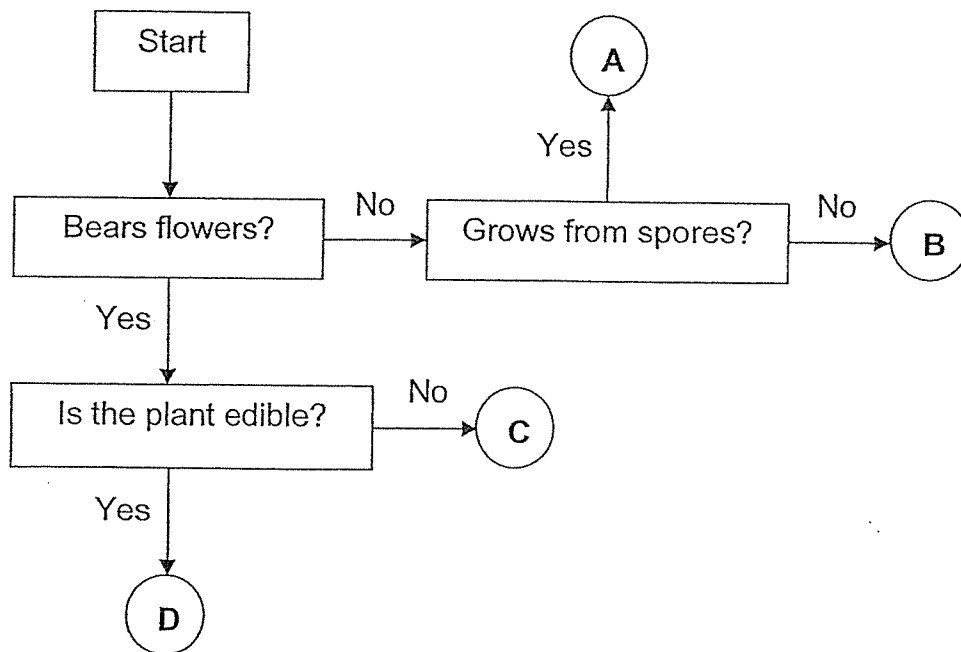 Start
A
Yes
Bears flowers?
No
Grows from spores?
No
B
Yes
Is the plant edible?
No
C
Yes
D